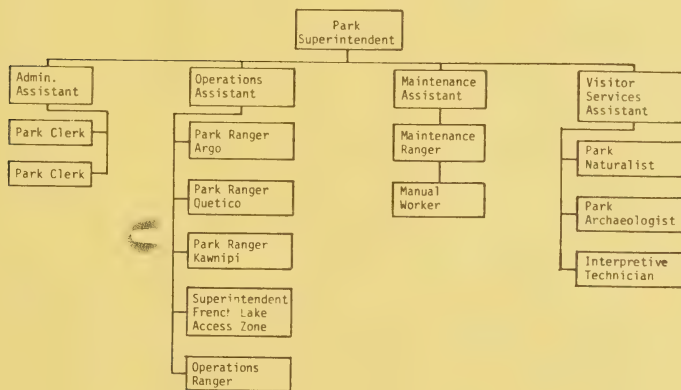 Park
Superintendent
Admin.
Assistant
Park Clerk
Park Clerk
Operations
Assistant
Park Ranger
Argo
Park Ranger
Quetico
Park Ranger
Kawnipi
Superintendent
French Lake
Access Zone
Operations
Ranger
Maintenance
Assistant
Maintenance
Ranger
Manual
Worker
Visitor
Services
Assistant
Park
Naturalist
Park
Archaeologist
Interpretive
Technician